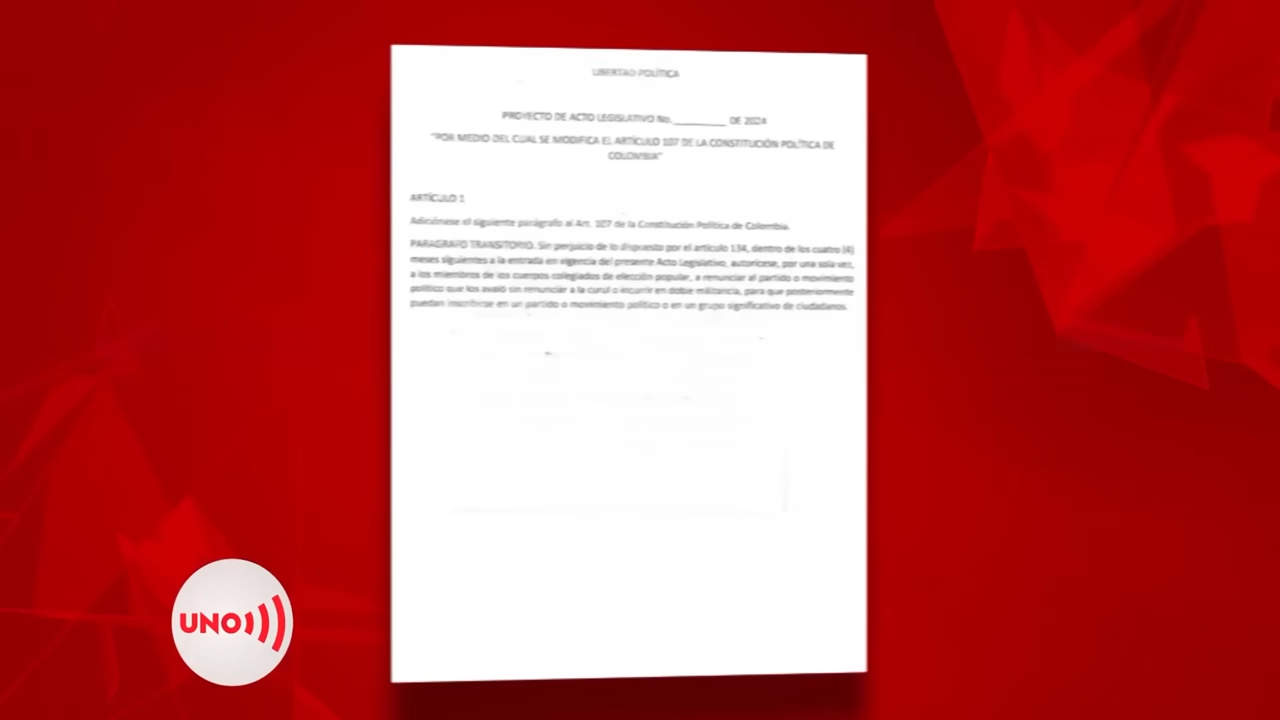 LIBERTAD POLÍTICA
PROYECTO DE ACTO LEGISLATIVO No.__________ DE 2024
"POR MEDIO DEL CUAL SE MODIFICA EL ARTÍCULO 107 DE LA CONSTITUCIÓN POLÍTICA DE
COLOMBIA"
ARTÍCULO 1
Adiciónese el siguiente parágrafo al Art. 107 de la Constitución Política de Colombia.
PARÁGRAFO TRANSITORIO. Sin perjuicio de lo dispuesto por el artículo 134, dentro de los cuatro (4)
meses siguientes a la entrada en vigencia del presente Acto Legislativo, autorícese, por una sola vez,
a los miembros de los cuerpos colegiados de elección popular, a renunciar al partido o movimiento
político que los avaló sin renunciar a la curul o incurrir en doble militancia, para que posteriormente
puedan inscribirse en un partido o movimiento político o en un grupo significativo de ciudadanos.
UNO